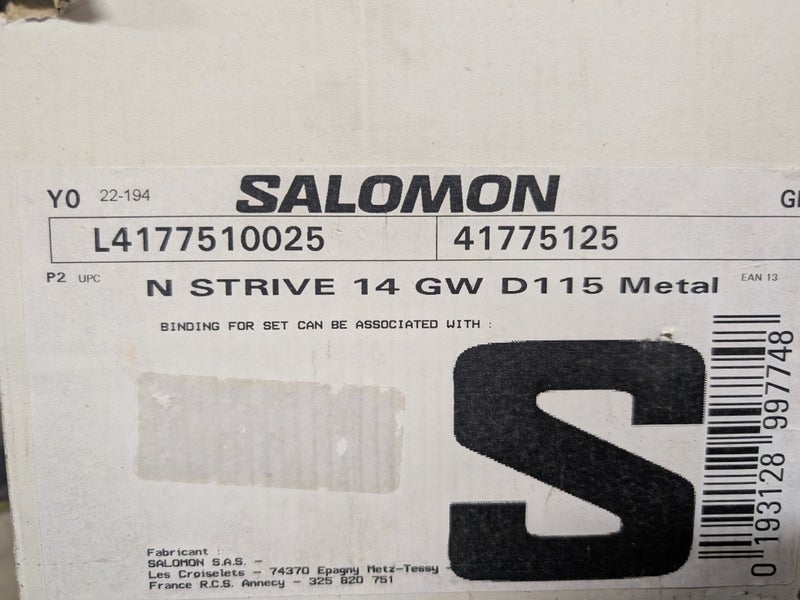 Y0 22-194 SALOMON
L4177510025 41775125
P2 UPC N STRIVE 14 GW D115 Metal EAN 13
BINDING FOR SET CAN BE ASSOCIATED WITH :
S
0 193128 997748
Fabricant :
SALOMON S.A.S. -
Les Croiselets - 74370 Epagny Metz-Tessy -
France R.C.S. Annecy - 325 820 751